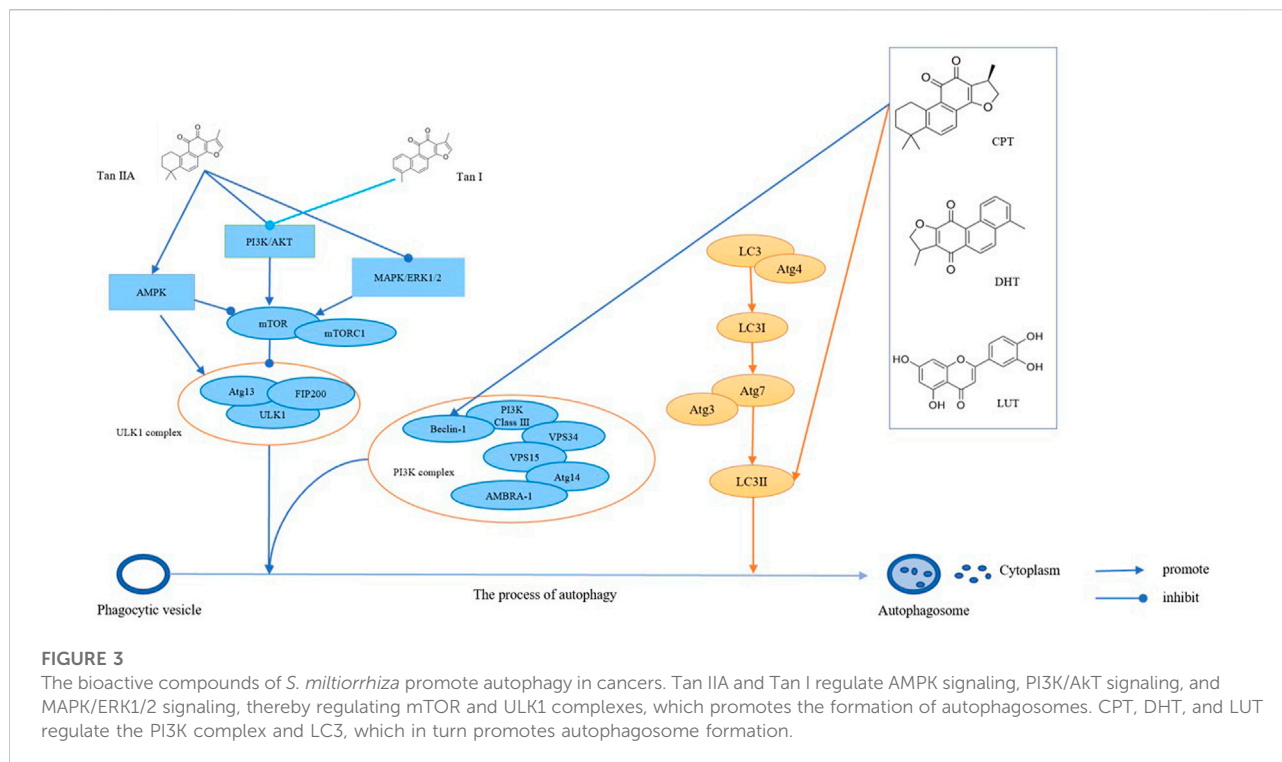 O
O
O
CPT
O
O
O
O
Tan IIA
Tan I
O
O
PI3K/AKT
MAPK/ERK1/2
AMPK
mTOR
mTORC1
LC3
Atg4
O
O
O
DHT
LC3I
Atg13
FIP200
ULK1
ULK1 complex
Atg7
Atg3
OH
HO
O
OH
OH
O
LUT
PI3K
Class III
Beclin-1
VPS34
VPS15
PI3K complex
Atg14
AMBRA-1
LC3II
Phagocytic vesicle
The process of autophagy
Autophagosome
Cytoplasm
promote
inhibit
FIGURE 3
The bioactive compounds of S. miltiorrhiza promote autophagy in cancers. Tan IIA and Tan I regulate AMPK signaling, PI3K/AkT signaling, and
MAPK/ERK1/2 signaling, thereby regulating mTOR and ULK1 complexes, which promotes the formation of autophagosomes. CPT, DHT, and LUT
regulate the PI3K complex and LC3, which in turn promotes autophagosome formation.